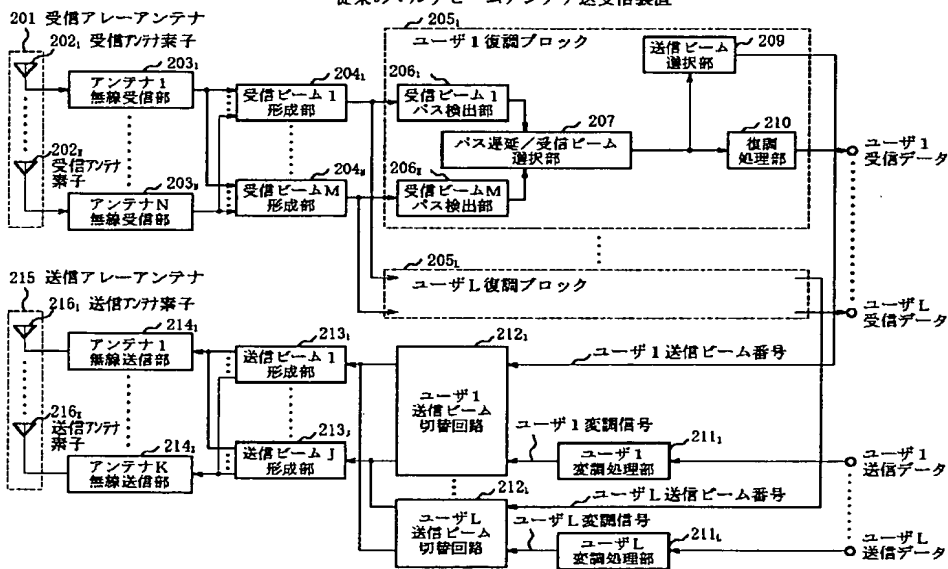 従来のマルチビームアンテナ送受信装置
201 受信アレーアンテナ
202₁ 受信アンテナ素子
203₁
アンテナ1
無線受信部
204₁
受信ビーム1
形成部
205₁
ユーザ1復調ブロック
206₁
受信ビーム1
パス検出部
207
パス遅延/受信ビーム
選択部
送信ビーム
選択部
209
210
復調
処理部
ユーザ1
受信データ
202N
受信アンテナ
素子
203N
アンテナN
無線受信部
204M
受信ビームM
形成部
206M
受信ビームM
パス検出部
205L
ユーザL復調ブロック
ユーザL
受信データ
215 送信アレーアンテナ
216₁ 送信アンテナ素子
214₁
アンテナ1
無線送信部
213₁
送信ビーム1
形成部
212₁
ユーザ1
送信ビーム
切替回路
ユーザ1送信ビーム番号
ユーザ1変調信号
211₁
ユーザ1
変調処理部
ユーザ1
送信データ
送信アンテナ
素子
アンテナK
無線送信部
213J
送信ビームJ
形成部
ユーザL
送信ビーム
切替回路
ユーザL送信ビーム番号
ユーザL変調信号
211L
ユーザL
変調処理部
ユーザL
送信データ